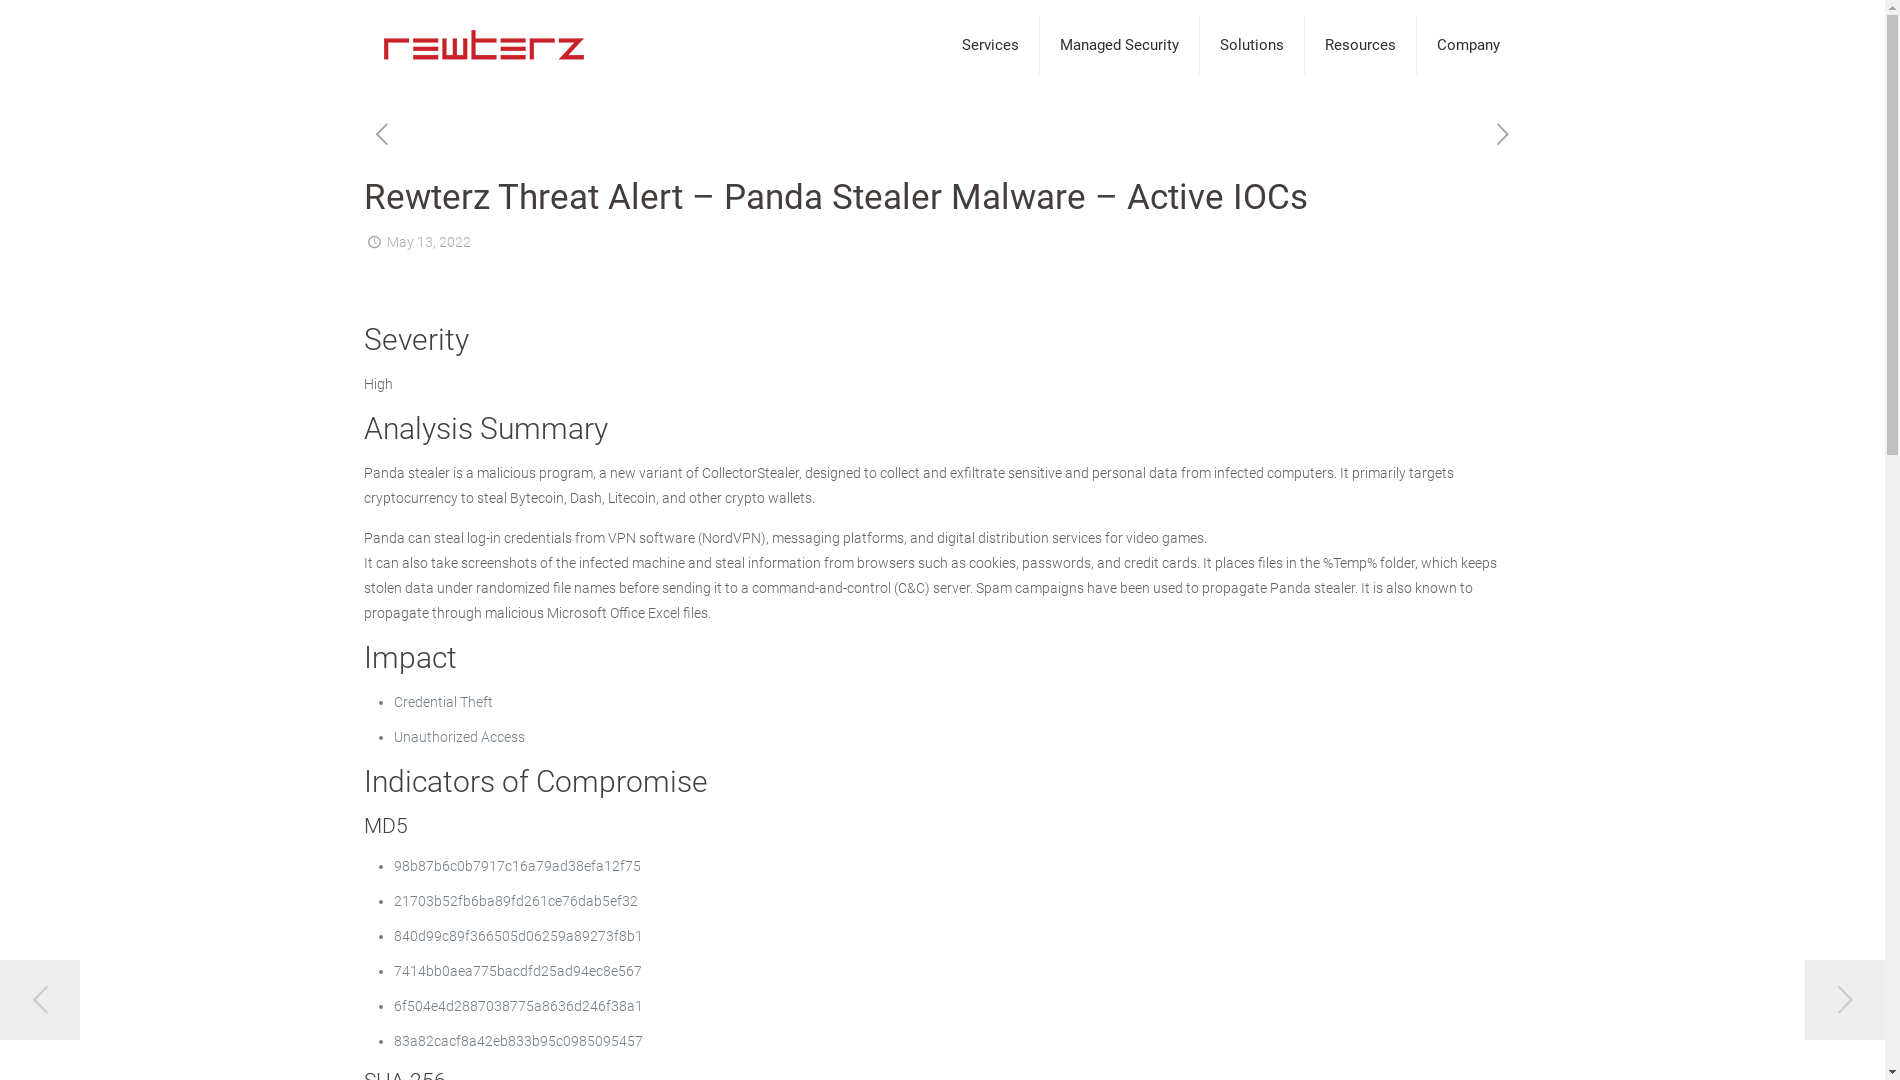 rewterz
Services
Managed Security
Solutions
Resources
Company
Rewterz Threat Alert – Panda Stealer Malware – Active IOCs
May 13, 2022
Severity
High
Analysis Summary
Panda stealer is a malicious program, a new variant of CollectorStealer, designed to collect and exfiltrate sensitive and personal data from infected computers. It primarily targets
cryptocurrency to steal Bytecoin, Dash, Litecoin, and other crypto wallets.
Panda can steal log-in credentials from VPN software (NordVPN), messaging platforms, and digital distribution services for video games.
It can also take screenshots of the infected machine and steal information from browsers such as cookies, passwords, and credit cards. It places files in the %Temp% folder, which keeps
stolen data under randomized file names before sending it to a command-and-control (C&C) server. Spam campaigns have been used to propagate Panda stealer. It is also known to
propagate through malicious Microsoft Office Excel files.
Impact
Credential Theft
Unauthorized Access
Indicators of Compromise
MD5
98b87b6c0b7917c16a79ad38efa12f75
21703b52fb6ba89fd261ce76dab5ef32
840d99c89f366505d06259a89273f8b1
7414bb0aea775bacdfd25ad94ec8e567
6f504e4d2887038775a8636d246f38a1
83a82cacf8a42eb833b95c0985095457
SHA 256